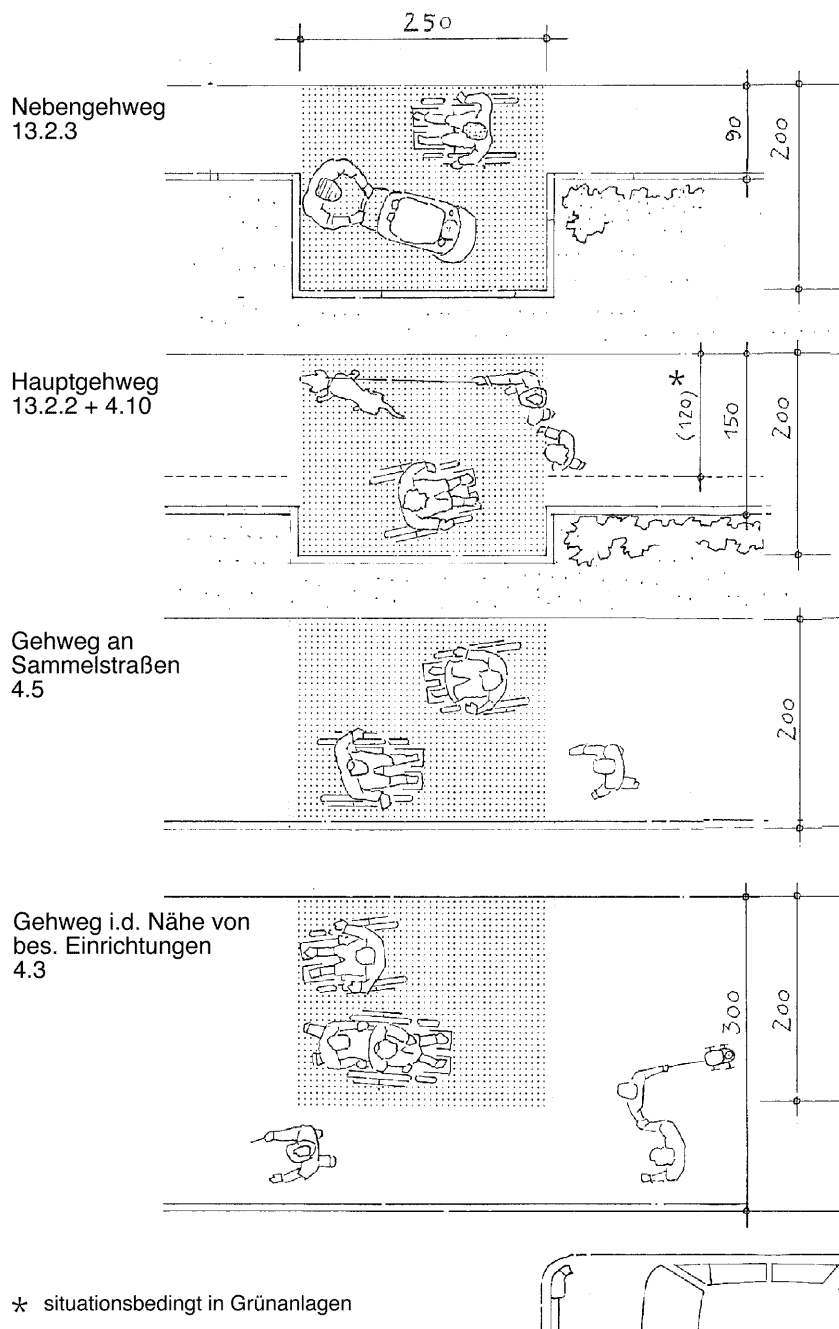 250
Nebengehweg
13.2.3
90
200
Hauptgehweg
13.2.2 + 4.10
(120)*
150
200
Gehweg an
Sammelstraßen
4.5
200
Gehweg i.d. Nähe von
bes. Einrichtungen
4.3
300
200
* situationsbedingt in Grünanlagen